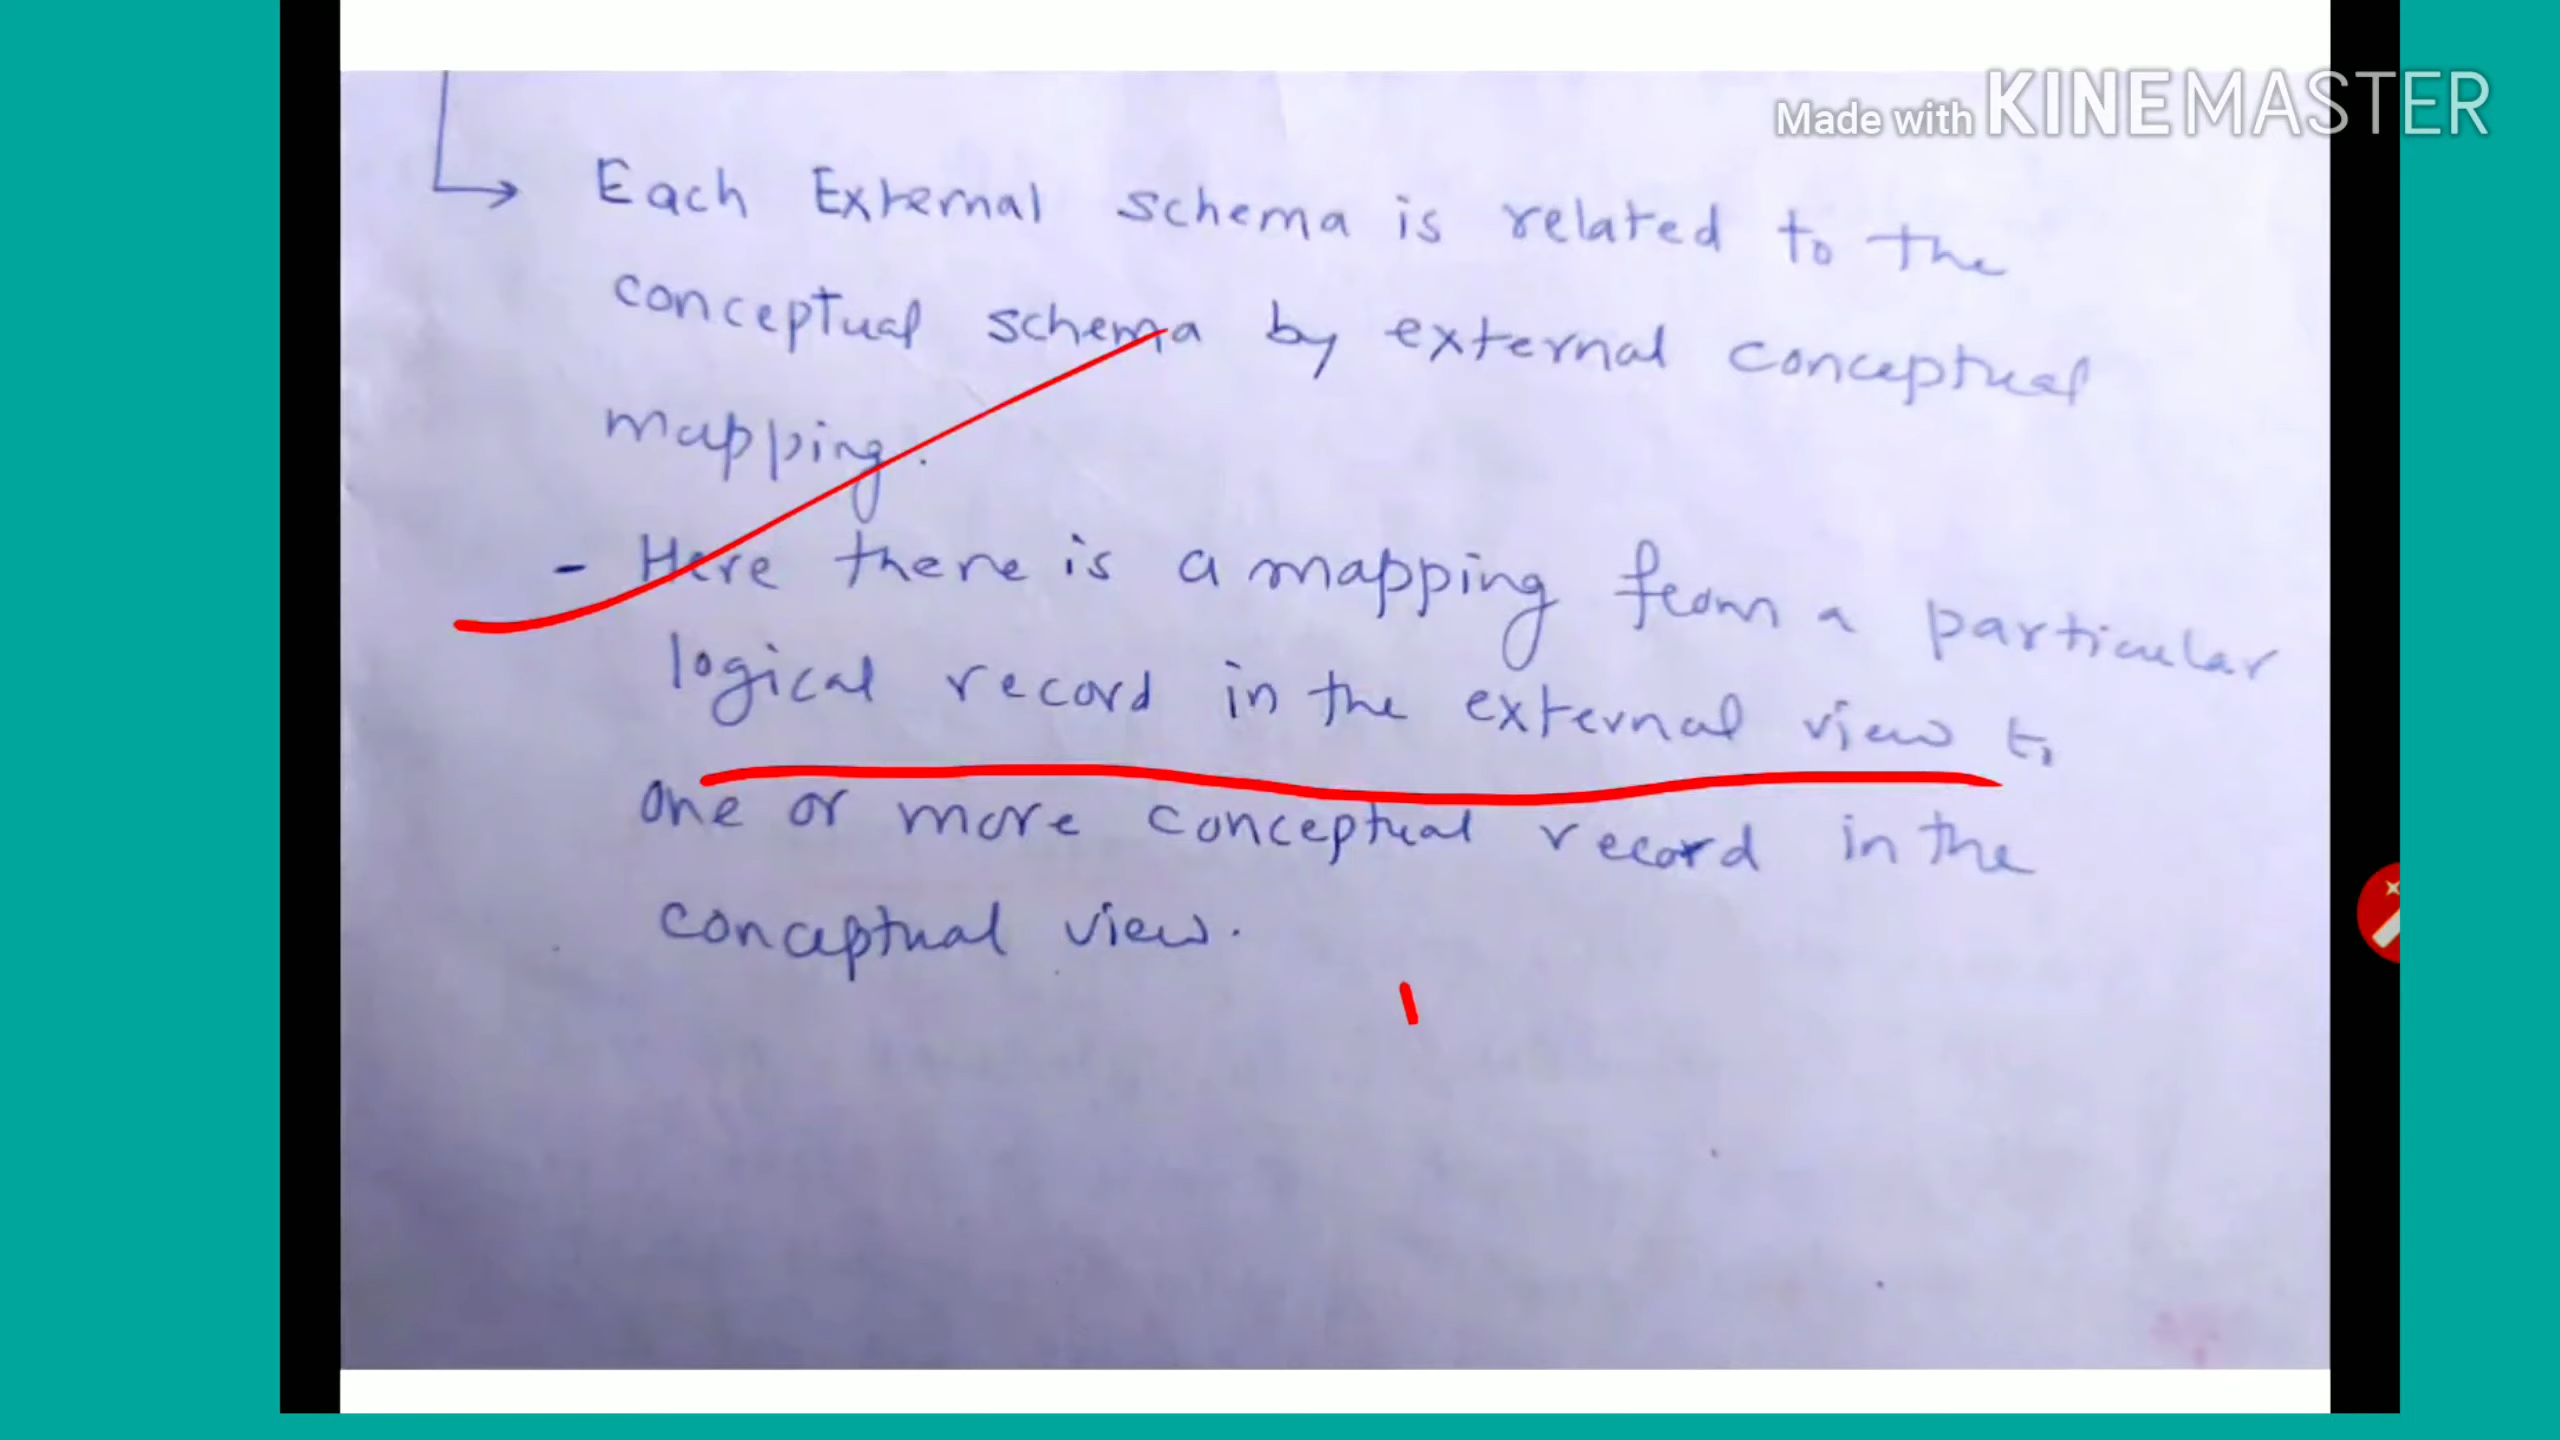 Made with KINEMASTER
→ Each External schema is related to the
conceptual schema by external conceptual
mapping.
- Here there is a mapping from a particular
logical record in the external view to
one or more conceptual record in the
conceptual view.